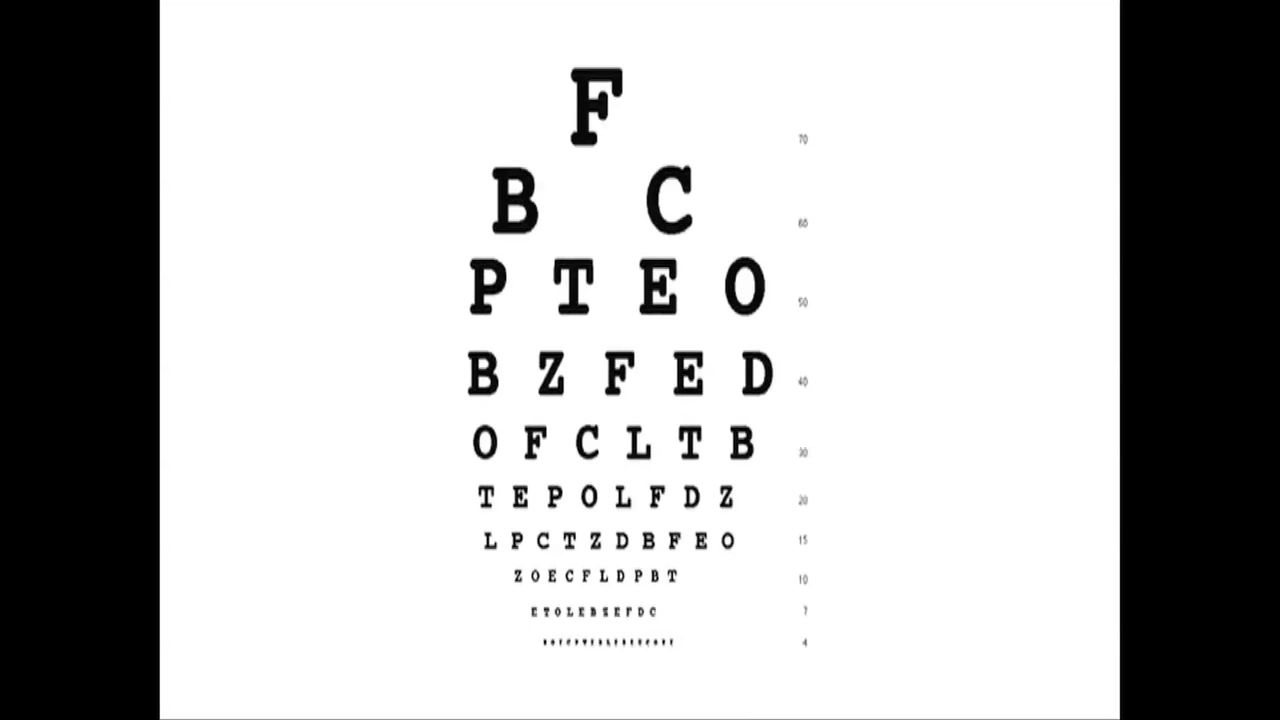 F 70
B C 60
P T E O 50
B Z F E D 40
O F C L T B 30
T E P O L F D Z 20
L P C T Z D B F E O 15
Z O E C F L D P B T 10
E T O L E B Z E F D C 7
4